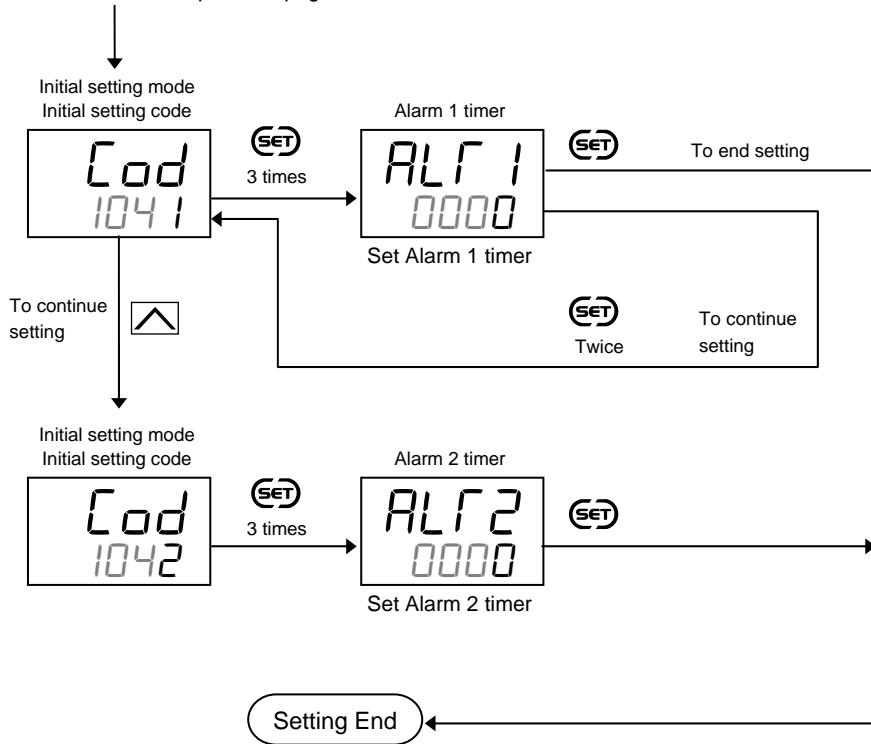 Initial setting mode
Initial setting code
Cod
1041
SET
3 times
Alarm 1 timer
ALT1
0000
Set Alarm 1 timer
SET
To end setting
SET
Twice
To continue
setting
To continue
setting
Initial setting mode
Initial setting code
Cod
1042
SET
3 times
Alarm 2 timer
ALT2
0000
Set Alarm 2 timer
SET
Setting End